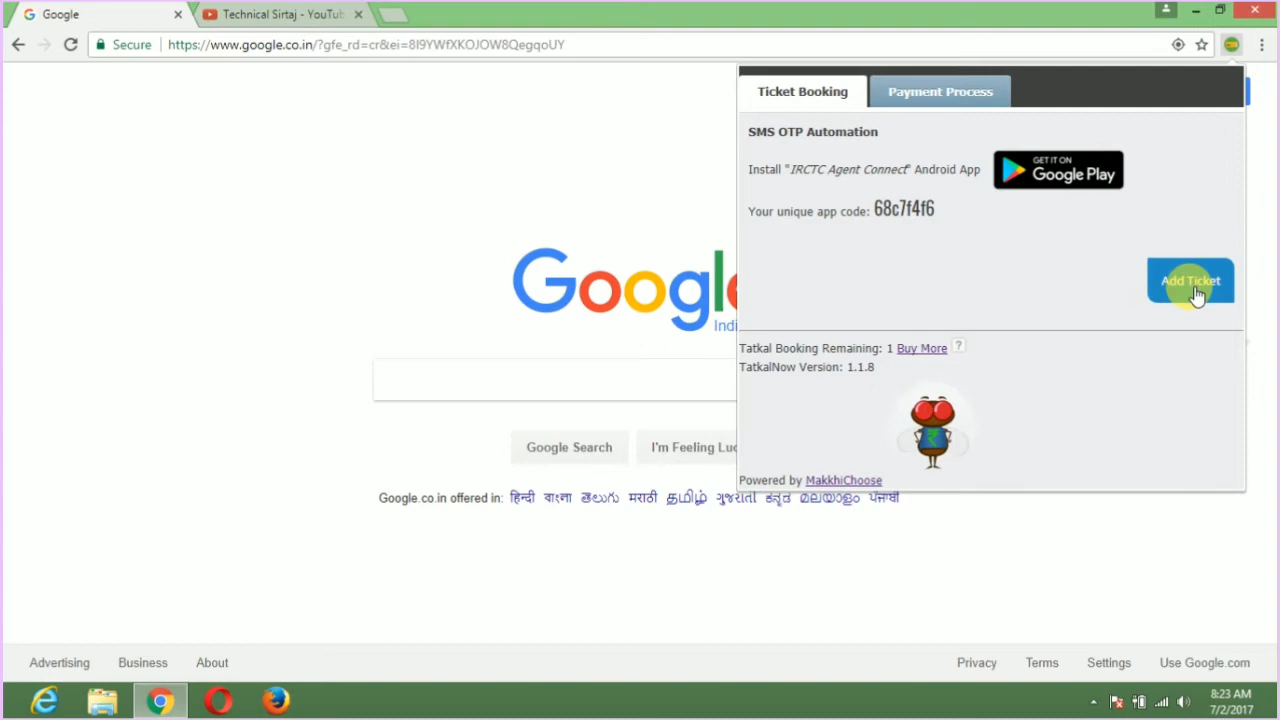 Google
Technical Sirtaj - YouTub
Secure
https://www.google.co.in/?gfe_rd=cr&ei=8I9YWfXKOJOW8QegqoUY
Ticket Booking
Payment Process
SMS OTP Automation
Install "IRCTC Agent Connect" Android App
GET IT ON
Google Play
Your unique app code: 68c7f4f6
Add Ticket
Google
Indi
Tatkal Booking Remaining: 1 Buy More ?
TatkalNow Version: 1.1.8
₹
Google Search
I'm Feeling Luc
Powered by MakkhiChoose
Google.co.in offered in: हिन्दी বাংলা తెలుగు मराठी தமிழ் ગુજરાતી ಕನ್ನಡ മലയാളം ਪੰਜਾਬੀ
Advertising
Business
About
Privacy
Terms
Settings
Use Google.com
8:23 AM
7/2/2017